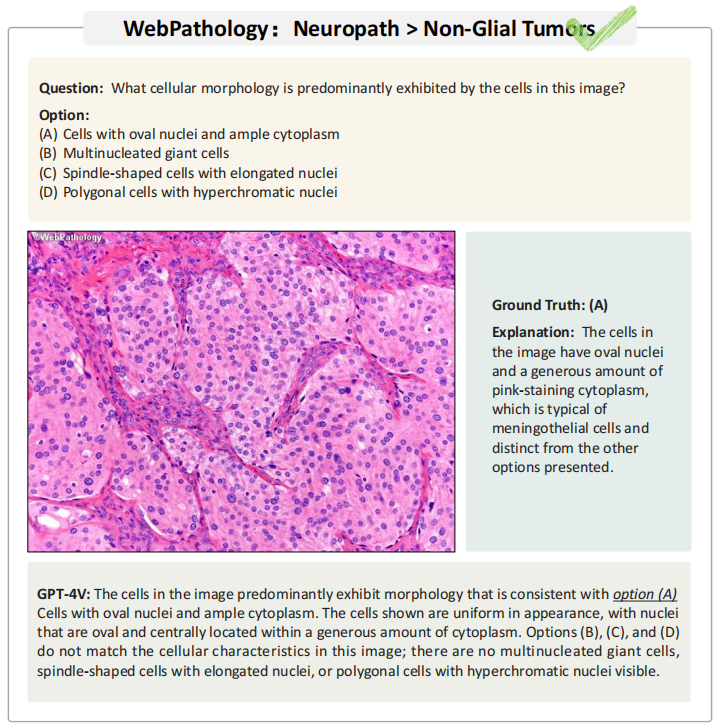 WebPathology: Neuropath > Non-Glial Tumors
Question: What cellular morphology is predominantly exhibited by the cells in this image?
Option:
(A) Cells with oval nuclei and ample cytoplasm
(B) Multinucleated giant cells
(C) Spindle-shaped cells with elongated nuclei
(D) Polygonal cells with hyperchromatic nuclei
© WebPathology
Ground Truth: (A)
Explanation: The cells in
the image have oval nuclei
and a generous amount of
pink-staining cytoplasm,
which is typical of
meningothelial cells and
distinct from the other
options presented.
GPT-4V: The cells in the image predominantly exhibit morphology that is consistent with option (A)
Cells with oval nuclei and ample cytoplasm. The cells shown are uniform in appearance, with nuclei
that are oval and centrally located within a generous amount of cytoplasm. Options (B), (C), and (D)
do not match the cellular characteristics in this image; there are no multinucleated giant cells,
spindle-shaped cells with elongated nuclei, or polygonal cells with hyperchromatic nuclei visible.